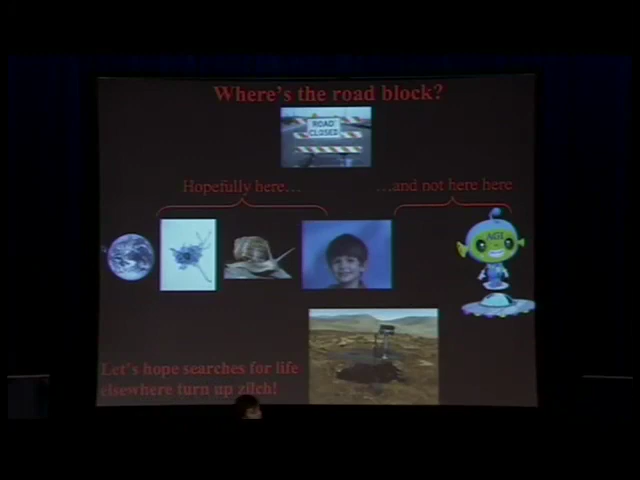 Where's the road block?
ROAD
CLOSED
Hopefully here…
…and not here here
AGI
Let's hope searches for life
elsewhere turn up zilch!